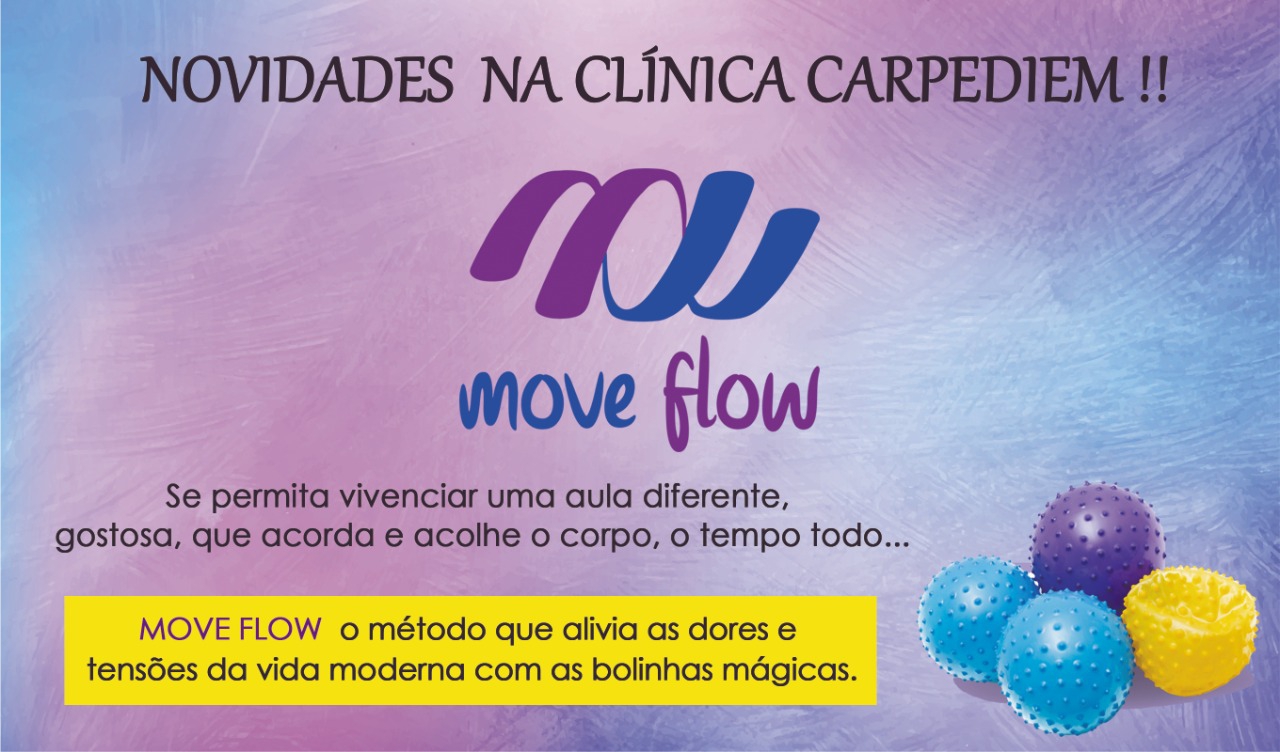 NOVIDADES NA CLÍNICA CARPEDIEM !!
move flow
Se permita vivenciar uma aula diferente,
gostosa, que acorda e acolhe o corpo, o tempo todo...
MOVE FLOW o método que alivia as dores e
tensões da vida moderna com as bolinhas mágicas.